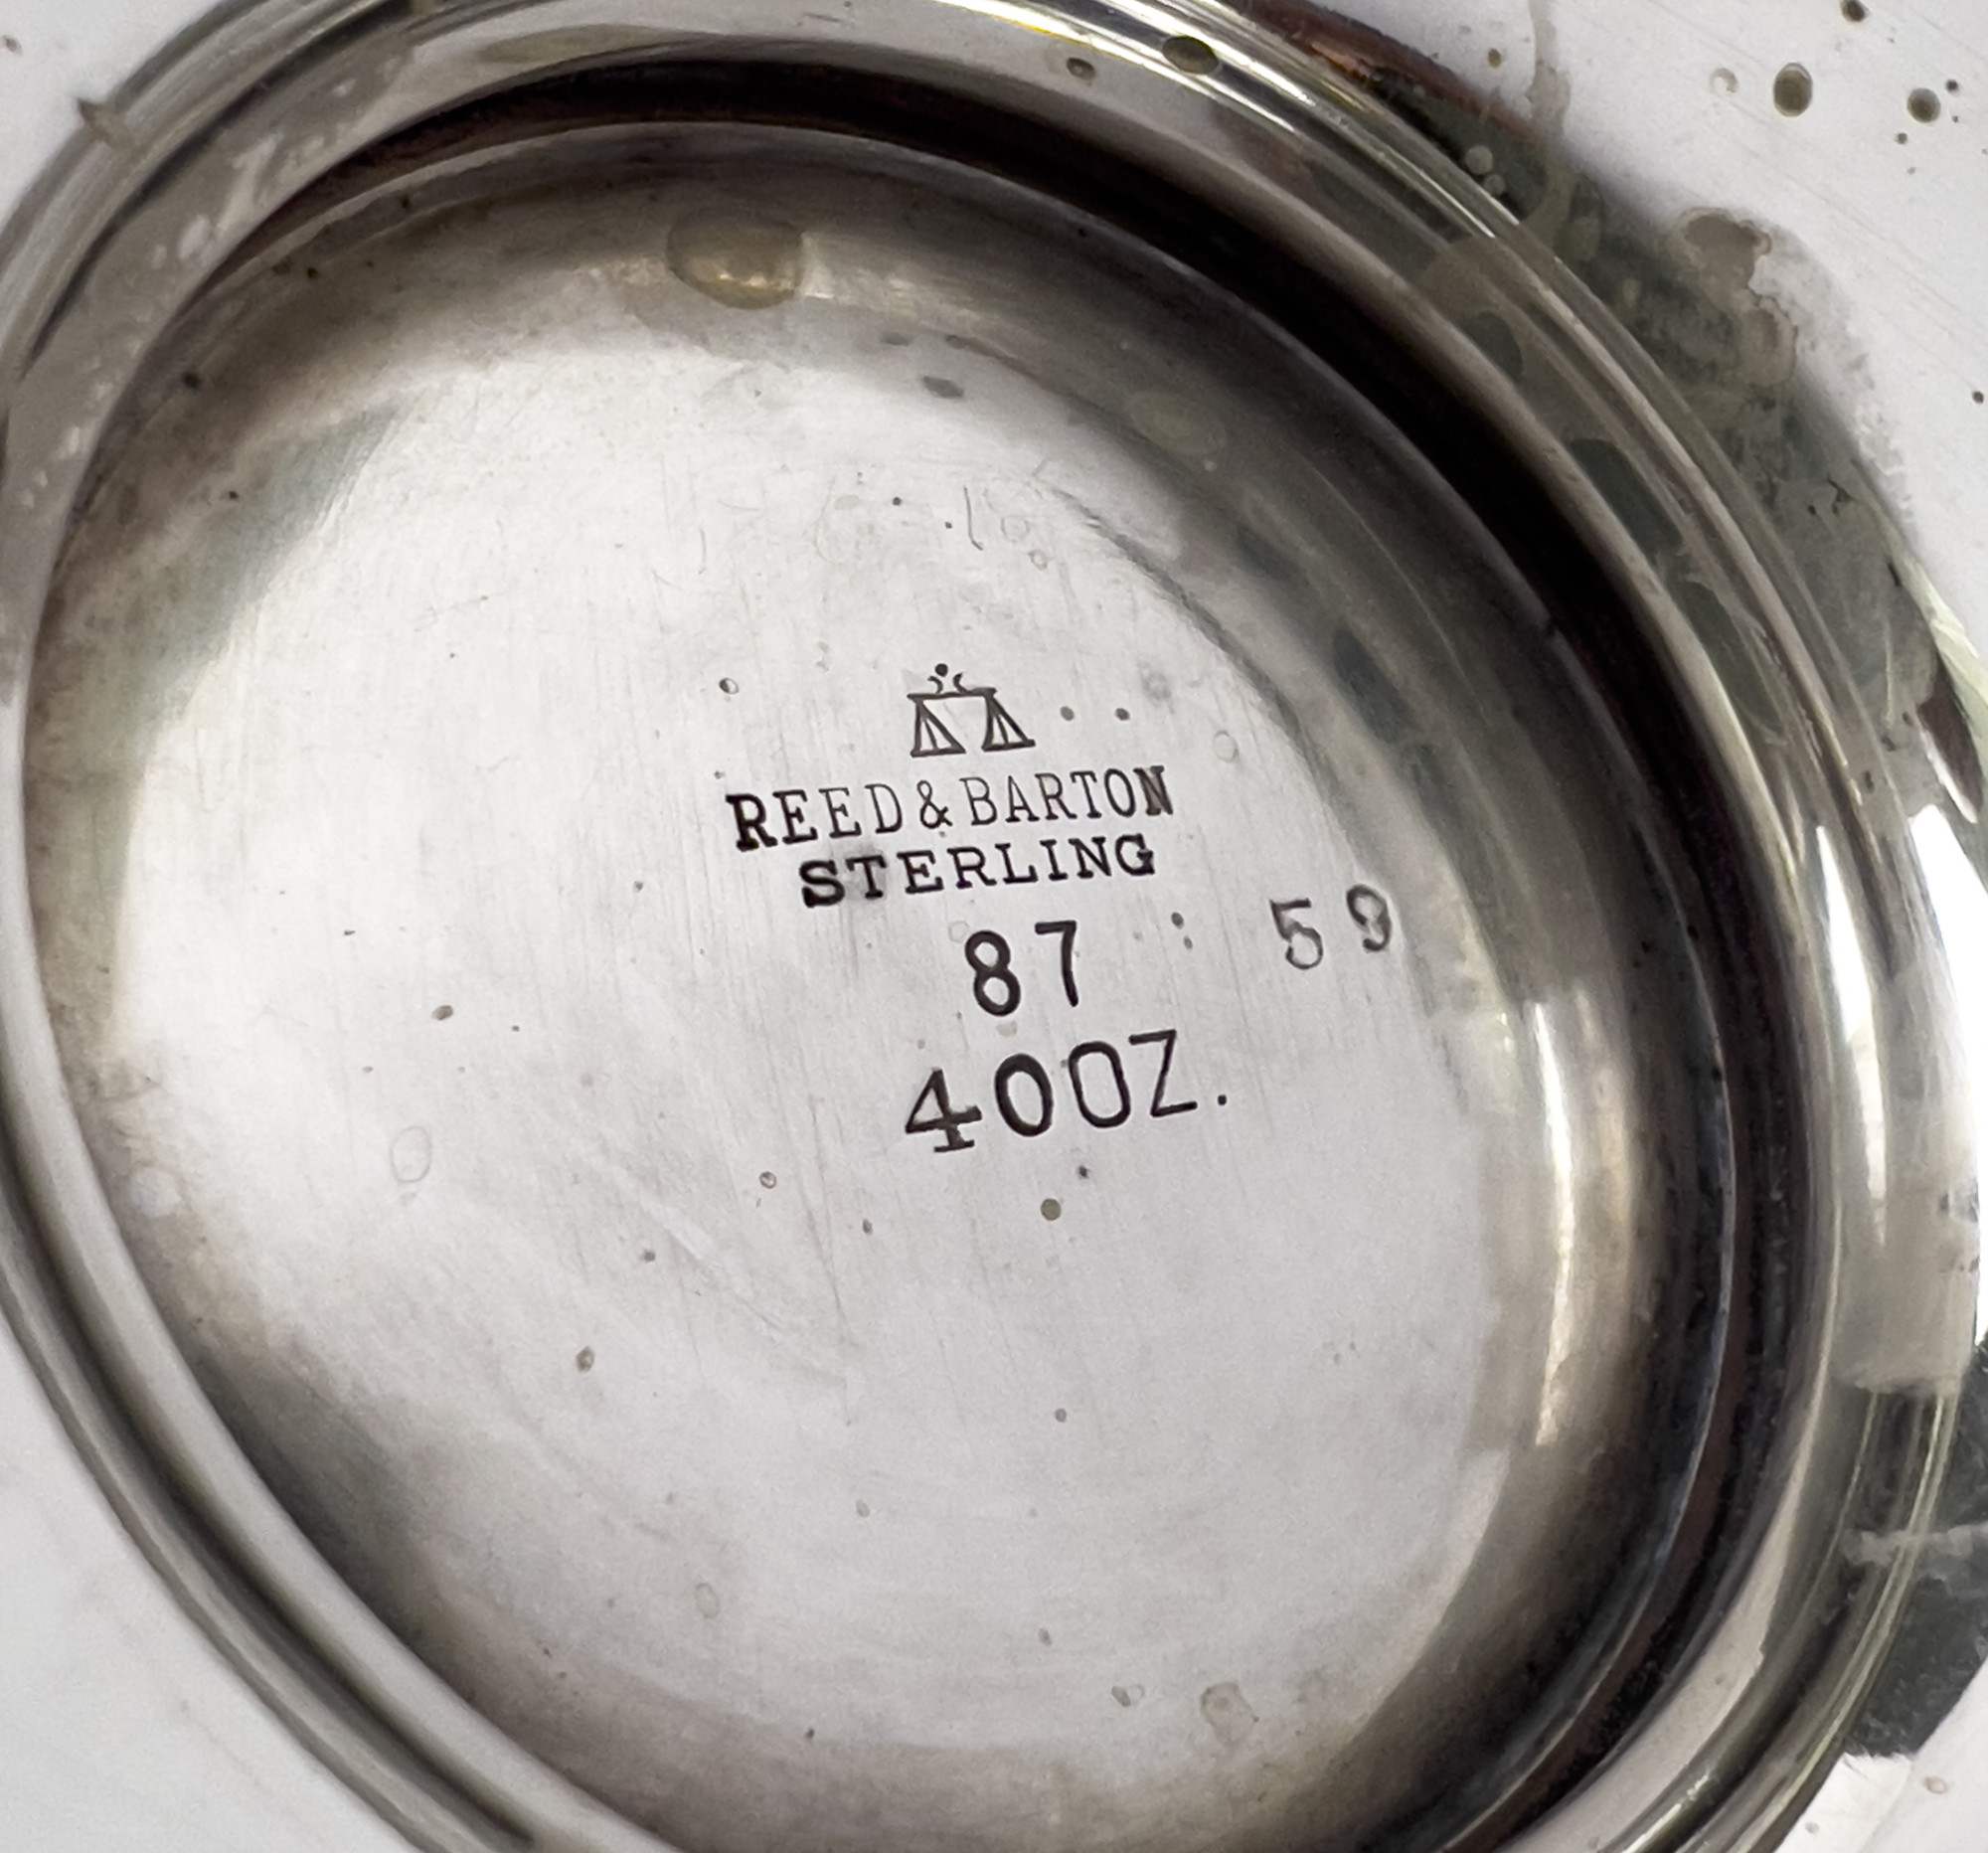 REED & BARTON
STERLING
87 59
40OZ.